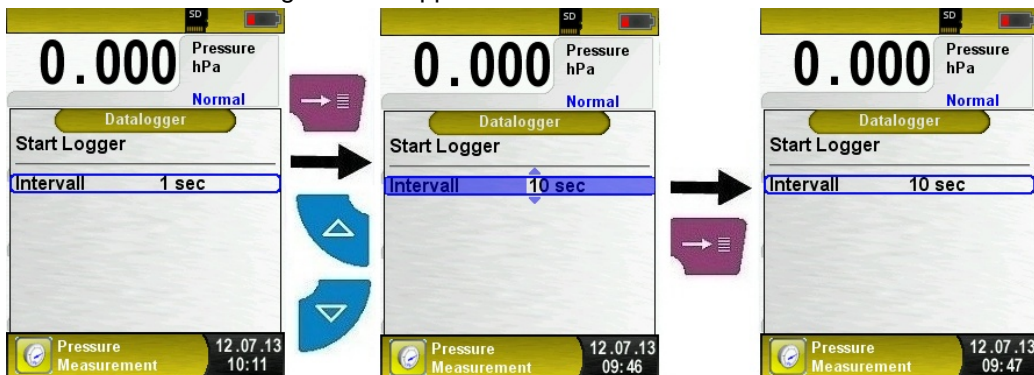 SD
0.000 Pressure
hPa
Normal
Datalogger
Start Logger
Intervall 1 sec
Pressure 12.07.13
Measurement 10:11
SD
0.000 Pressure
hPa
Normal
Datalogger
Start Logger
Intervall 10 sec
Pressure 12.07.13
Measurement 09:46
SD
0.000 Pressure
hPa
Normal
Datalogger
Start Logger
Intervall 10 sec
Pressure 12.07.13
Measurement 09:47